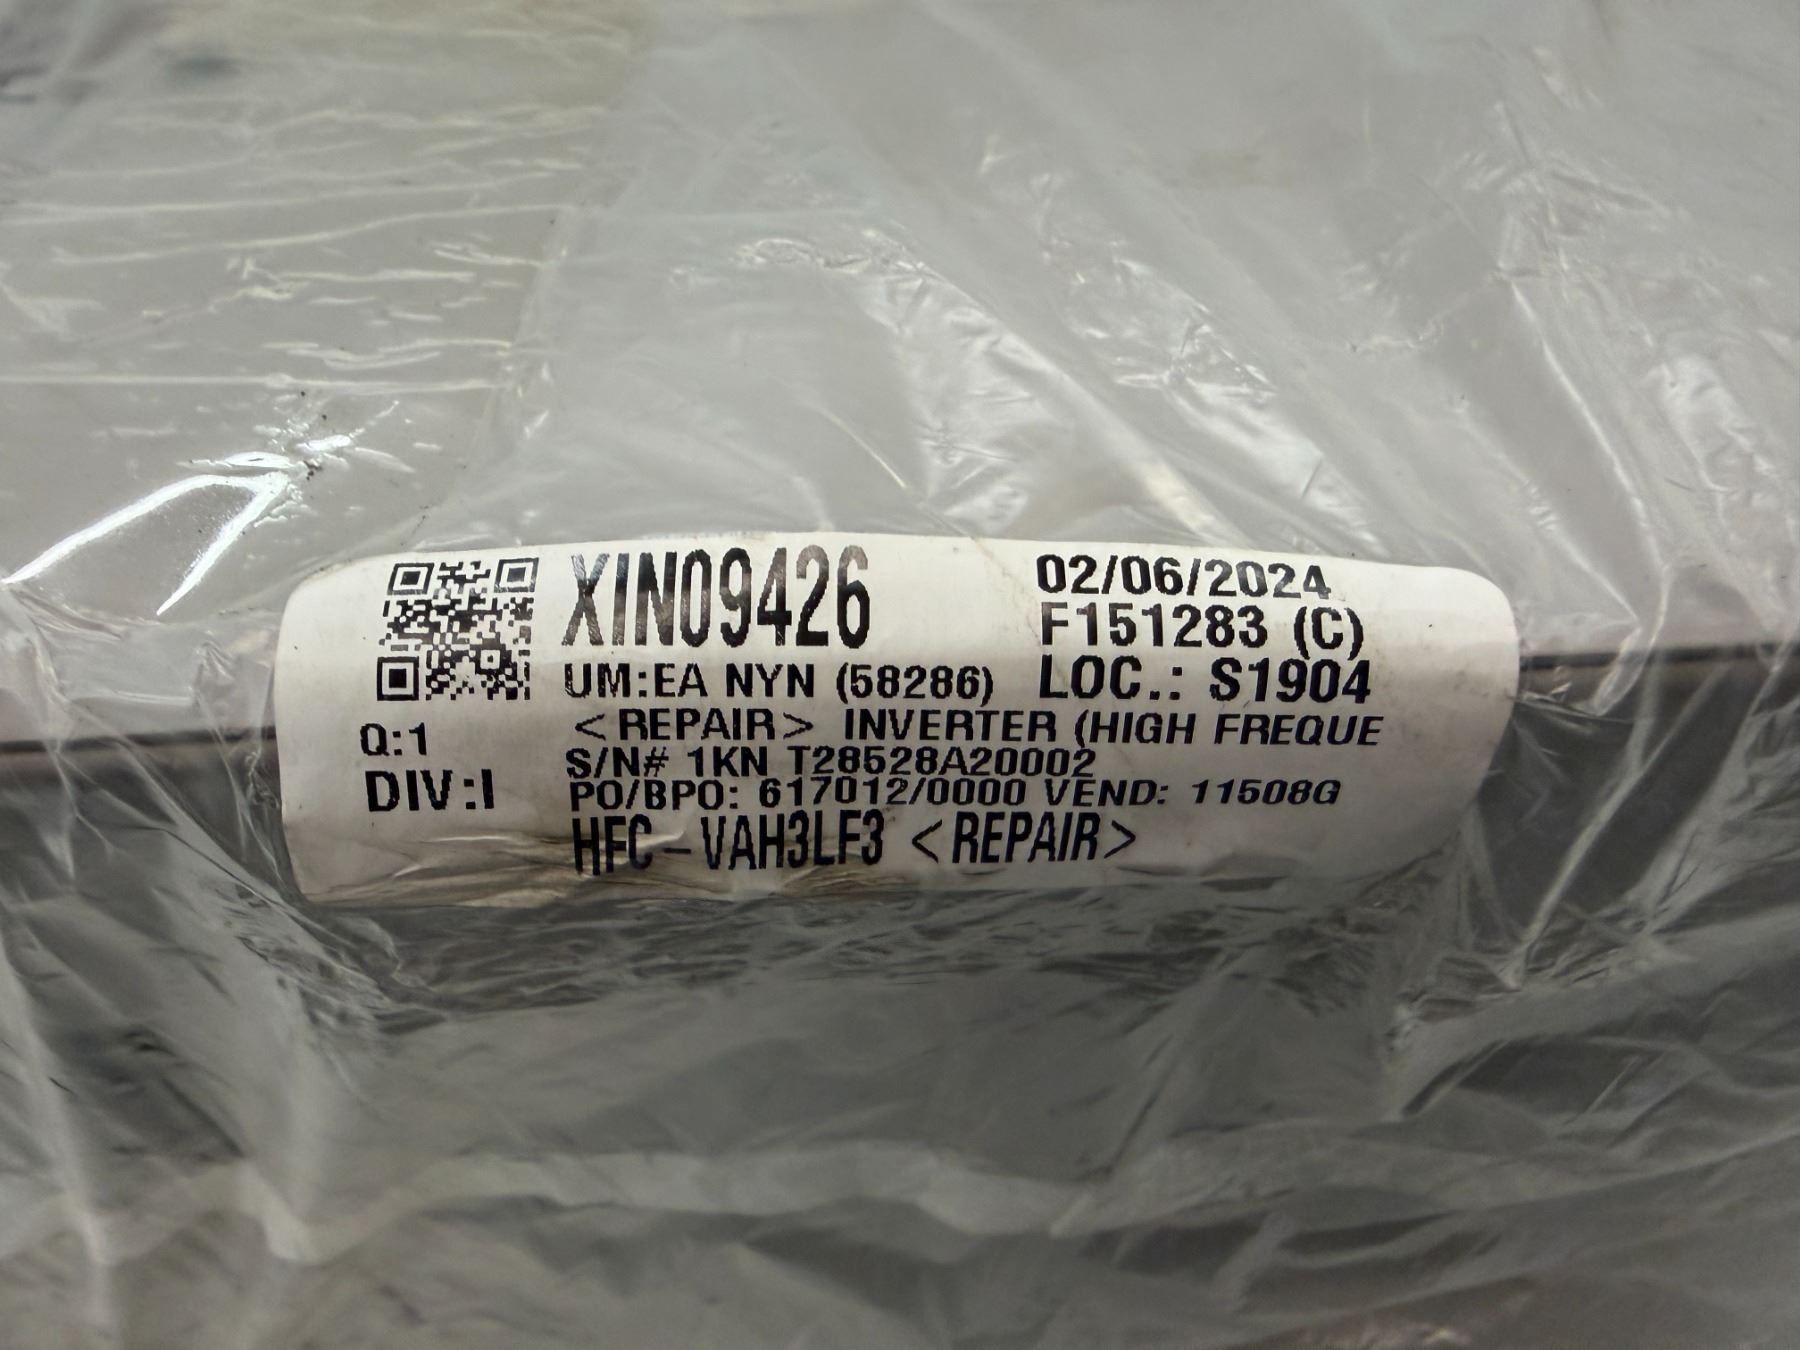 XIN09426
02/06/2024
F151283 (C)
UM:EA NYN (58286)
LOC.: S1904
Q:1
<REPAIR> INVERTER (HIGH FREQUE
DIV:I
S/N# 1KN T28528A20002
PO/BPO: 617012/0000 VEND: 11508G
HFC-VAH3LF3 <REPAIR>